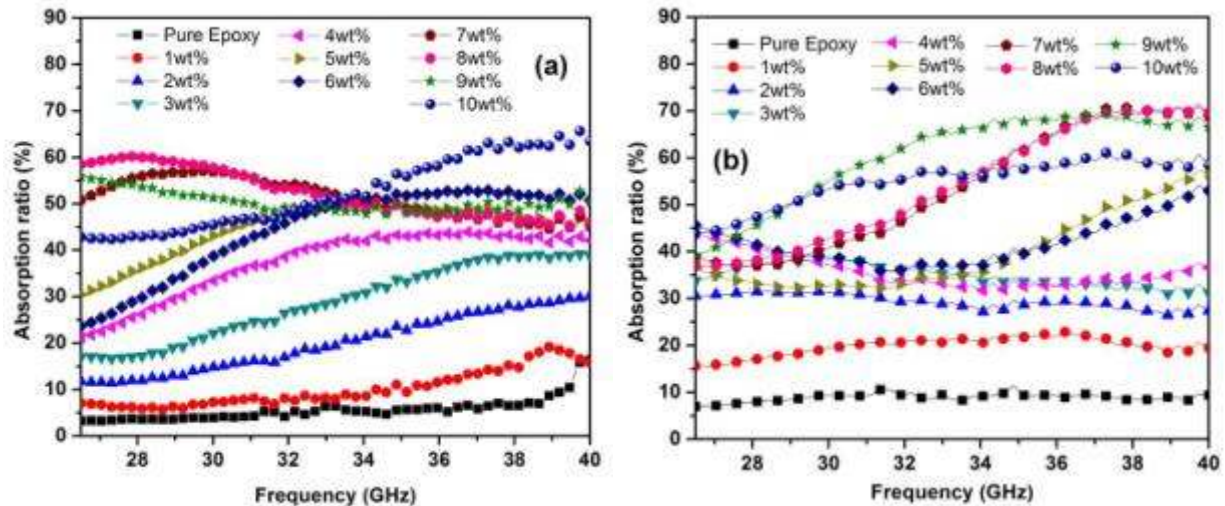 90
80
70
60
50
40
30
20
10
0
Absorption ratio (%)
Pure Epoxy
1wt%
2wt%
3wt%
4wt%
5wt%
6wt%
7wt%
8wt%
9wt%
10wt%
(a)
28 30 32 34 36 38 40
Frequency (GHz)
90
80
70
60
50
40
30
20
10
0
Absorption ratio (%)
Pure Epoxy
1wt%
2wt%
3wt%
4wt%
5wt%
6wt%
7wt%
8wt%
9wt%
10wt%
(b)
28 30 32 34 36 38 40
Frequency (GHz)